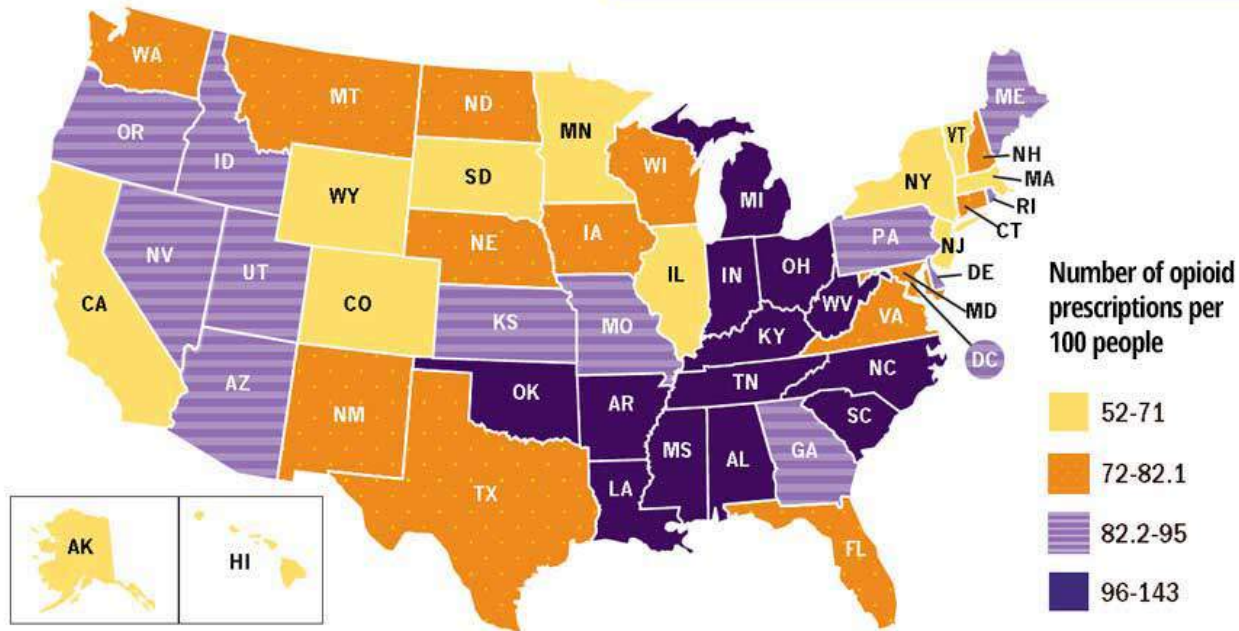 WA
MT
ND
MN
ME
OR
ID
WY
SD
WI
MI
VT
NH
NY
MA
RI
CT
NV
UT
CO
NE
IA
IL
IN
OH
PA
NJ
DE
MD
DC
CA
AZ
NM
KS
MO
KY
WV
VA
OK
AR
TN
NC
SC
TX
LA
MS
AL
GA
FL
AK
HI
Number of opioid
prescriptions per
100 people
52-71
72-82.1
82.2-95
96-143